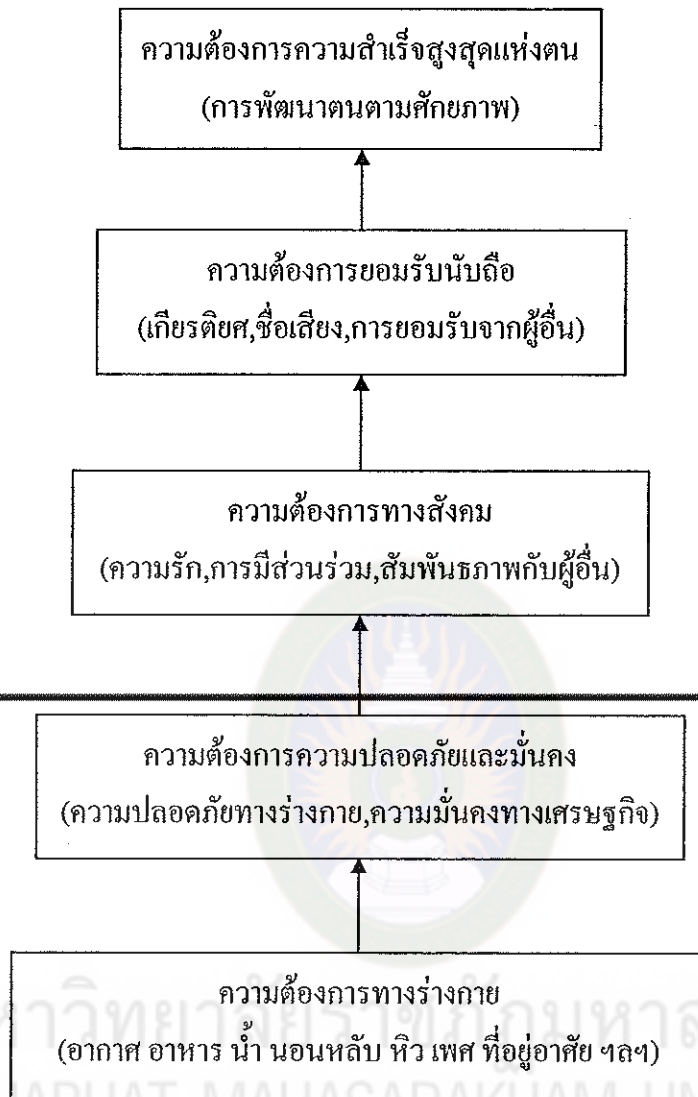 ความต้องการความสำเร็จสูงสุดแห่งตน
(การพัฒนาตนตามศักยภาพ)
ความต้องการยอมรับนับถือ
(เกียรติยศ,ชื่อเสียง,การยอมรับจากผู้อื่น)
ความต้องการทางสังคม
(ความรัก,การมีส่วนร่วม,สัมพันธภาพกับผู้อื่น)
ความต้องการความปลอดภัยและมั่นคง
(ความปลอดภัยทางร่างกาย,ความมั่นคงทางเศรษฐกิจ)
ความต้องการทางร่างกาย
(อากาศ อาหาร น้ำ นอนหลับ หิว เพศ ที่อยู่อาศัย ฯลฯ)